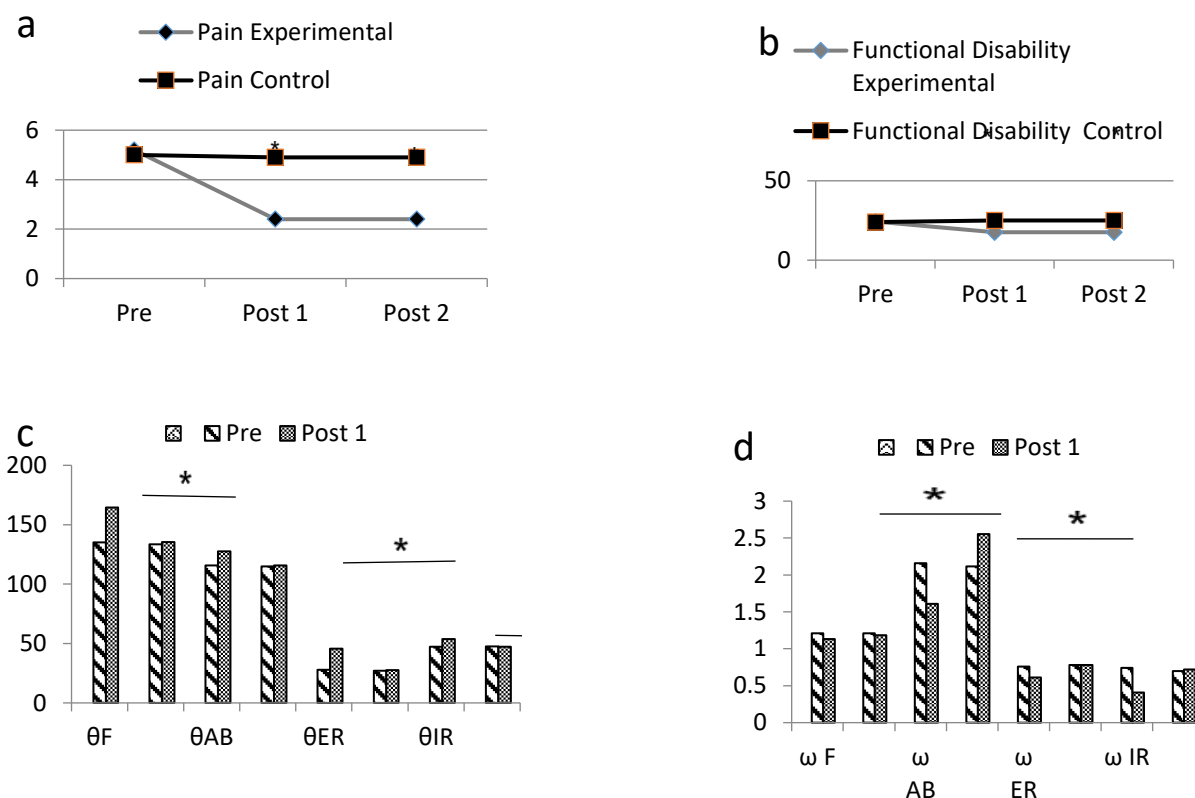 a
Pain Experimental
Pain Control
6
*
4
2
0
Pre Post 1 Post 2
b
Functional Disability
Experimental
Functional Disability Control
* *
50
0
Pre Post 1 Post 2
c
Pre Post 1
200
*
150
*
100
50
0
θF θAB θER θIR
d
Pre Post 1
3
*
*
2.5
2
1.5
1
0.5
0
ω F ω ω ω IR
AB ER